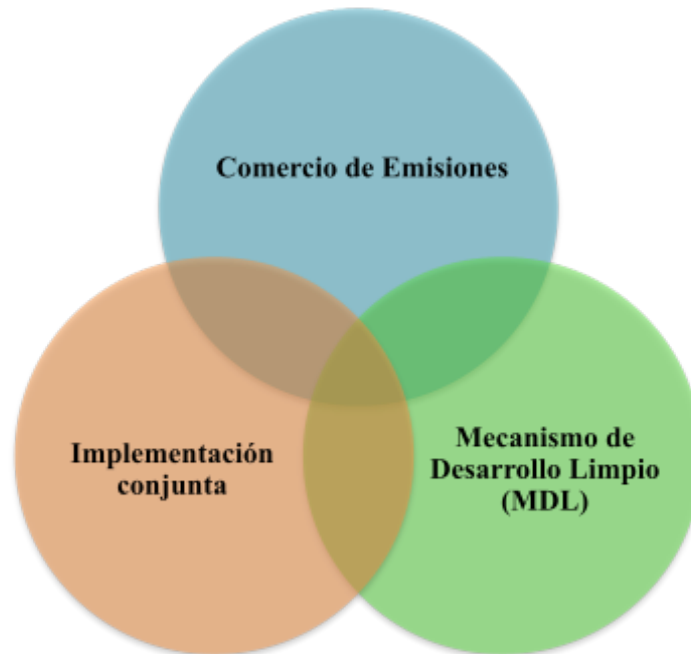 Comercio de Emisiones
Implementación
conjunta
Mecanismo de
Desarrollo Limpio
(MDL)